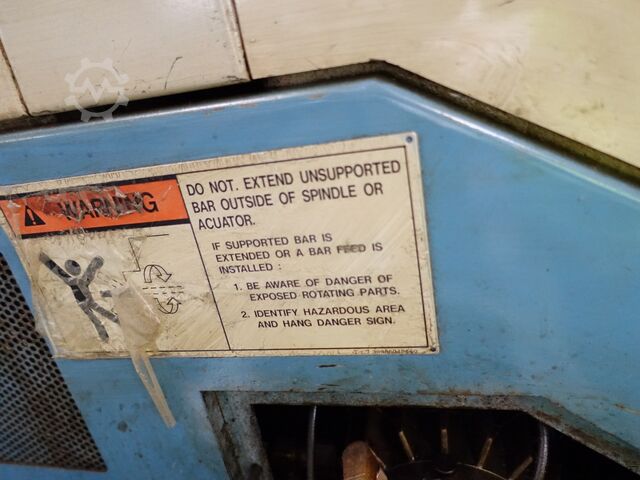 WARNING
DO NOT. EXTEND UNSUPPORTED
BAR OUTSIDE OF SPINDLE OR
ACUATOR.
IF SUPPORTED BAR IS
EXTENDED OR A BAR FEED IS
INSTALLED :
1. BE AWARE OF DANGER OF
EXPOSED ROTATING PARTS.
2. IDENTIFY HAZARDOUS AREA
AND HANG DANGER SIGN.